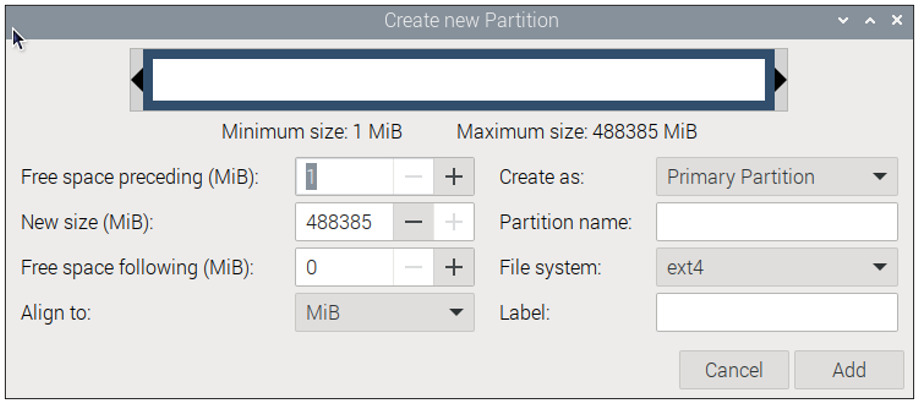 Create new Partition
Minimum size: 1 MiB Maximum size: 488385 MiB
Free space preceding (MiB): 1 Create as: Primary Partition
New size (MiB): 488385 Partition name:
Free space following (MiB): 0 File system: ext4
Align to: MiB Label:
Cancel Add